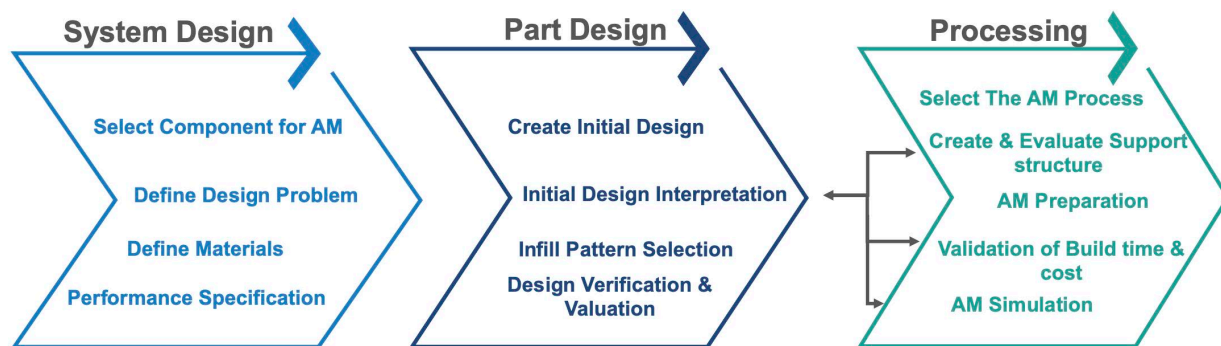 System Design
Select Component for AM
Define Design Problem
Define Materials
Performance Specification
Part Design
Create Initial Design
Initial Design Interpretation
Infill Pattern Selection
Design Verification &
Valuation
Processing
Select The AM Process
Create & Evaluate Support
structure
AM Preparation
Validation of Build time &
cost
AM Simulation